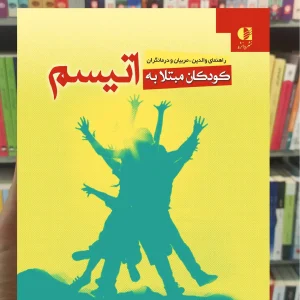 راهنمای والدین، مربیان و درمانگران
کودکان مبتلا به اتیسم